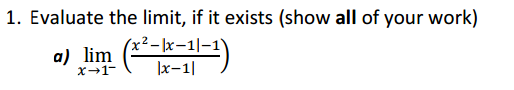 1. Evaluate the limit, if it exists (show all of your work)
a) lim x→1⁻ (x²−|x−1|−1 / |x−1|)